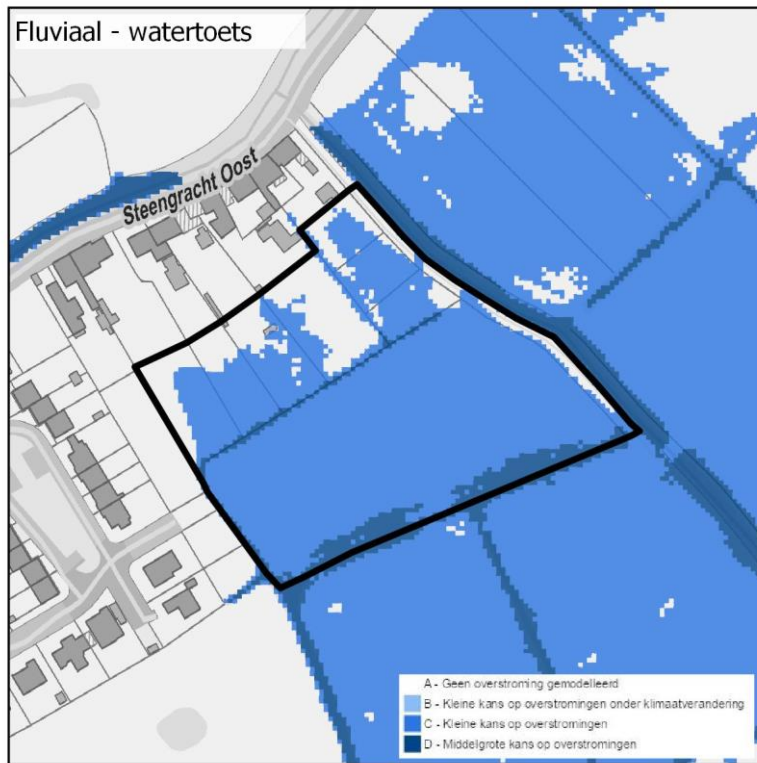 Fluviaal - watertoets
Steengracht Oost
A - Geen overstroming gemodelleerd
B - Kleine kans op overstromingen onder klimaatverandering
C - Kleine kans op overstromingen
D - Middelgrote kans op overstromingen